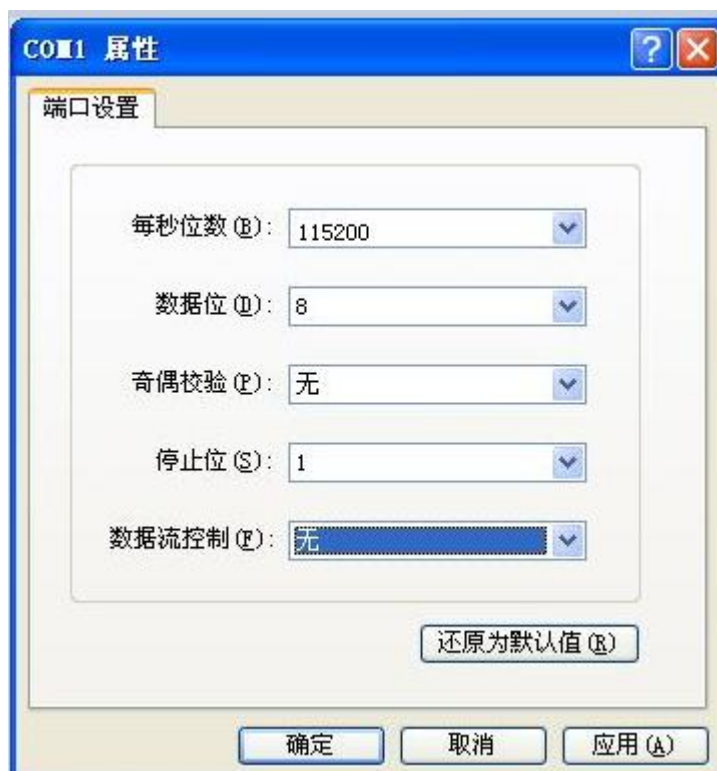 COM1 属性
端口设置
每秒位数(B): 115200
数据位(D): 8
奇偶校验(P): 无
停止位(S): 1
数据流控制(F): 无
还原为默认值(R)
确定 取消 应用(A)